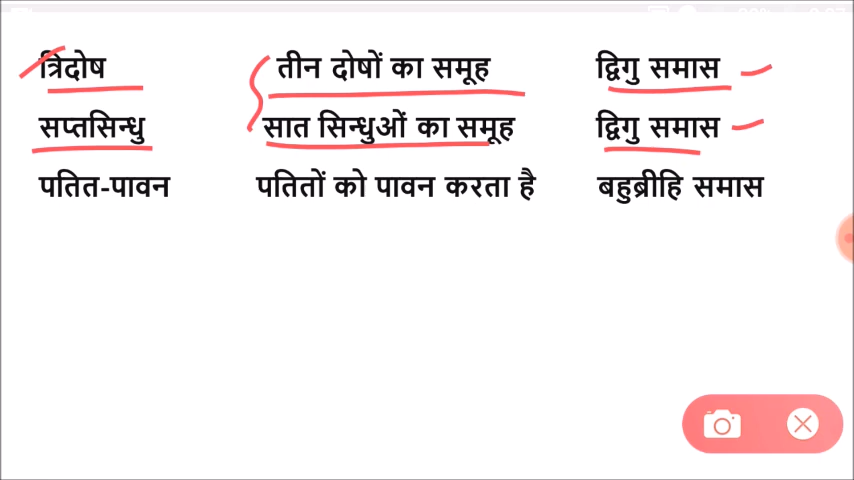 त्रिदोष तीन दोषों का समूह द्विगु समास
सप्तसिन्धु सात सिन्धुओं का समूह द्विगु समास
पतित-पावन पतितों को पावन करता है बहुब्रीहि समास